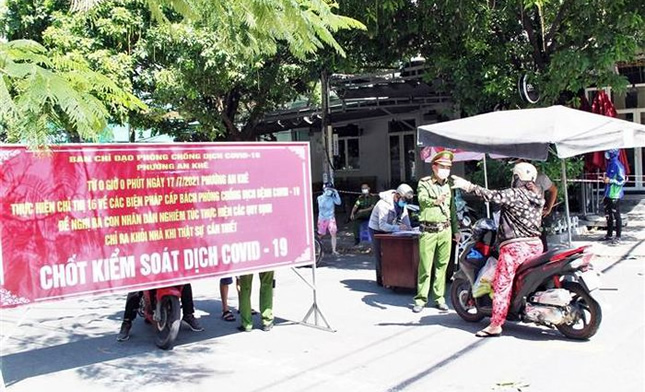 BAN CHỈ ĐẠO PHÒNG CHỐNG DỊCH COVID-19
PHƯỜNG AN KHÊ
TỪ 0 GIỜ 0 PHÚT NGÀY 17/7/2021 PHƯỜNG AN KHÊ
THỰC HIỆN CHỈ THỊ 16 VỀ CÁC BIỆN PHÁP CẤP BÁCH PHÒNG CHỐNG DỊCH BỆNH COVID - 19
ĐỀ NGHỊ BÀ CON NHÂN DÂN NGHIÊM TÚC THỰC HIỆN CÁC QUY ĐỊNH
CHỈ RA KHỎI NHÀ KHI THẬT SỰ CẦN THIẾT
CHỐT KIỂM SOÁT DỊCH COVID - 19